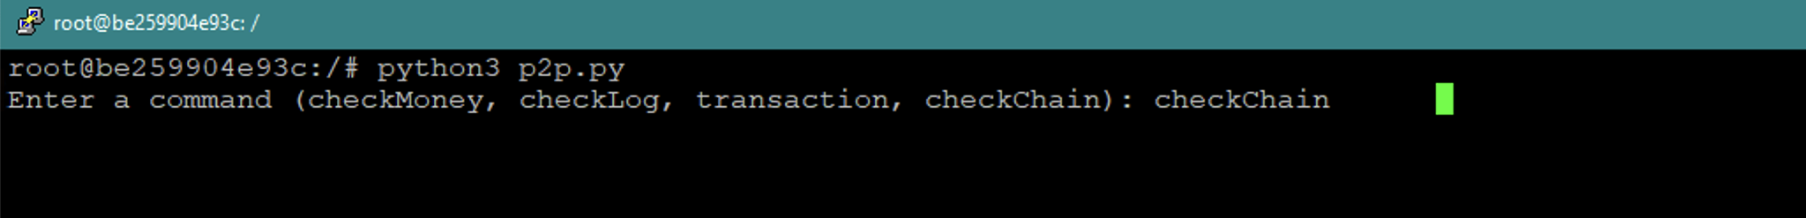 root@be259904e93c: /
root@be259904e93c:/# python3 p2p.py
Enter a command (checkMoney, checkLog, transaction, checkChain): checkChain